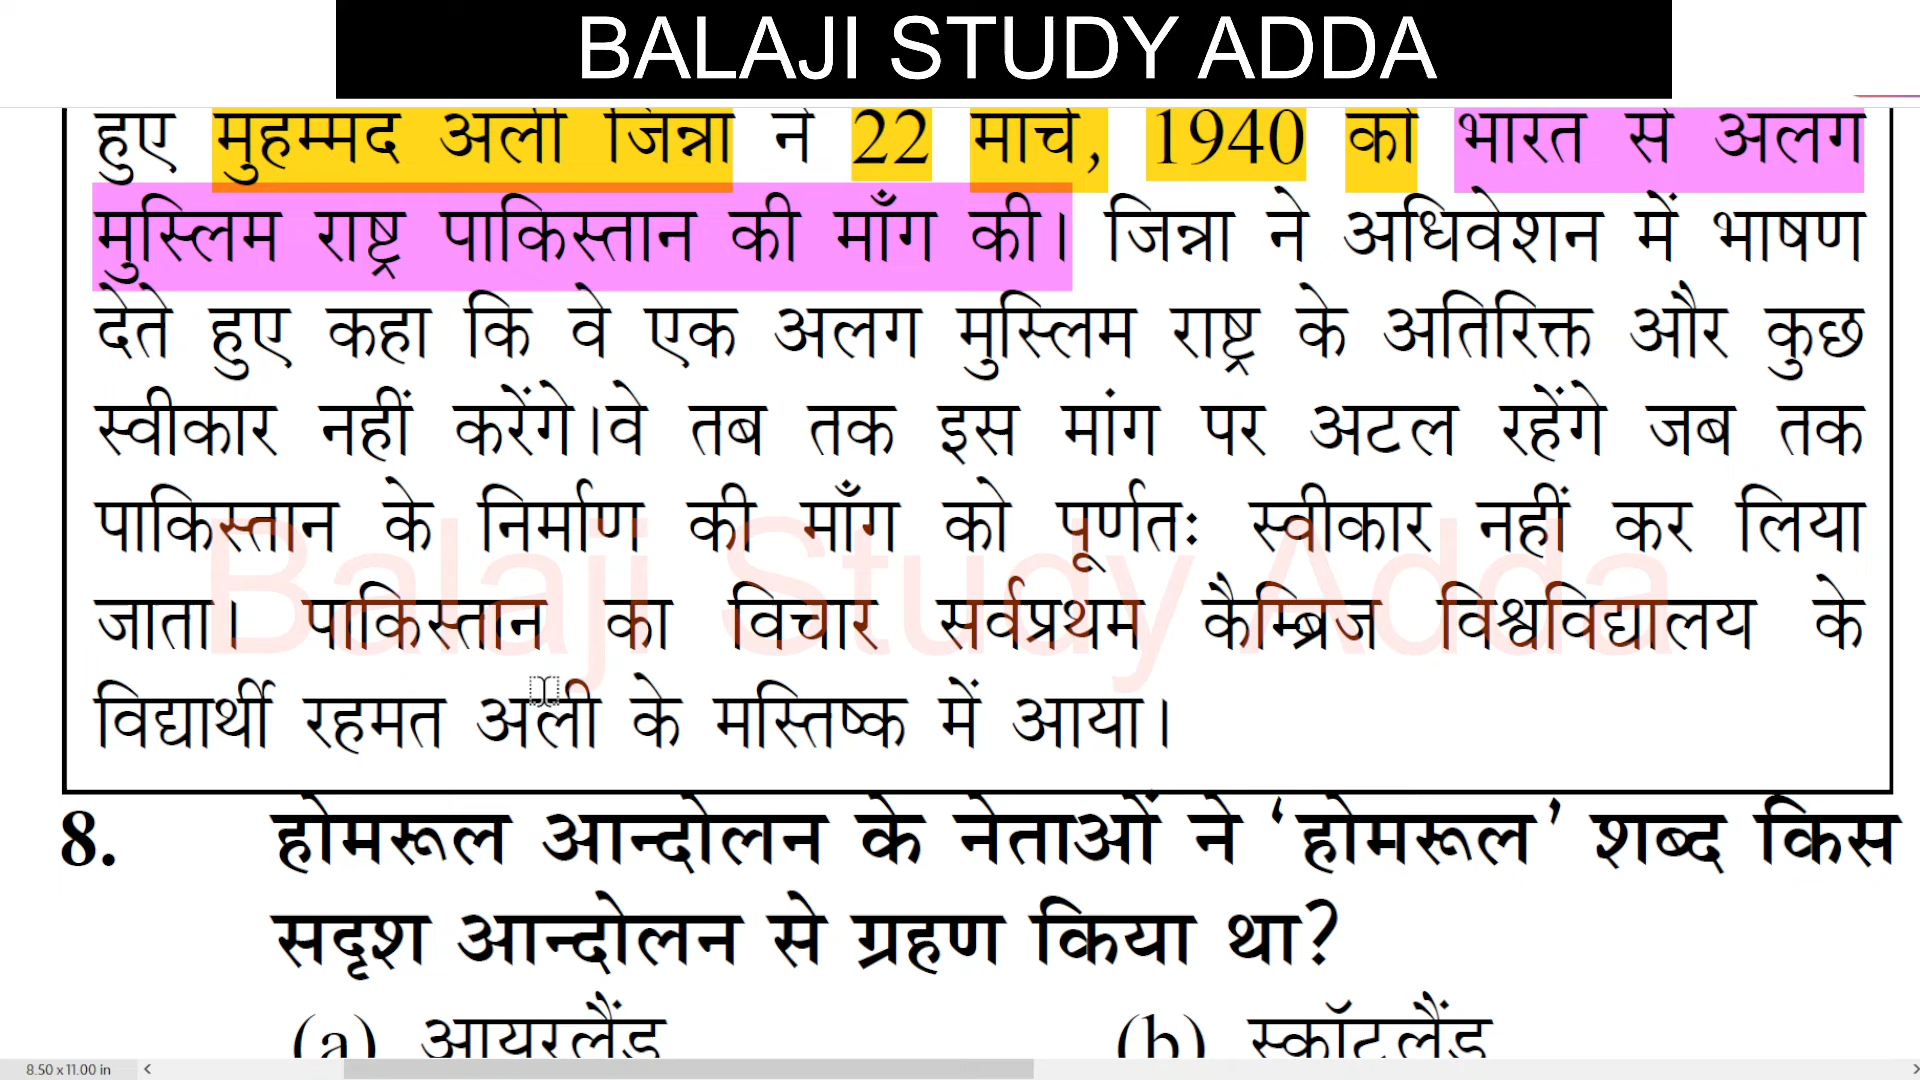 BALAJI STUDY ADDA
हुए मुहम्मद अली जिन्ना ने 22 मार्च, 1940 को भारत से अलग
मुस्लिम राष्ट्र पाकिस्तान की माँग की। जिन्ना ने अधिवेशन में भाषण
देते हुए कहा कि वे एक अलग मुस्लिम राष्ट्र के अतिरिक्त और कुछ
स्वीकार नहीं करेंगे।वे तब तक इस मांग पर अटल रहेंगे जब तक
पाकिस्तान के निर्माण की माँग को पूर्णतः स्वीकार नहीं कर लिया
Balaji Study Adda
जाता। पाकिस्तान का विचार सर्वप्रथम कैम्ब्रिज विश्वविद्यालय के
विद्यार्थी रहमत अली के मस्तिष्क में आया।
8. होमरूल आन्दोलन के नेताओं ने ‘होमरूल’ शब्द किस
सदृश आन्दोलन से ग्रहण किया था?
(a) आयरलैंड (b) स्कॉटलैंड
8.50 x 11.00 in